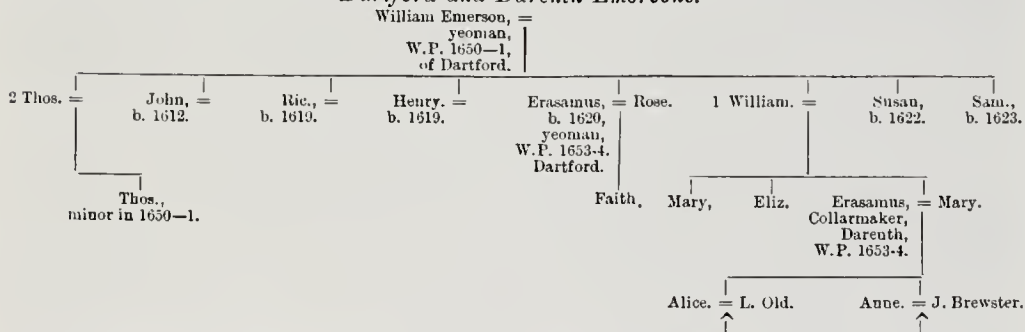 Dartford and Darenth Emersons.
William Emerson, =
yeoman,
W.P. 1650—1,
of Dartford.
2 Thos. =
John, =
b. 1612.
Ric., =
b. 1619.
Henry. =
b. 1619.
Erasamus, = Rose.
b. 1620,
yeoman,
W.P. 1653-4.
Dartford.
1 William. =
Susan,
b. 1622.
Sam.,
b. 1623.
Thos.,
minor in 1650—1.
Faith.
Mary,
Eliz.
Erasamus, = Mary.
Collarmaker,
Darenth,
W.P. 1653-4.
Alice. = L. Old.
Anne. = J. Brewster.